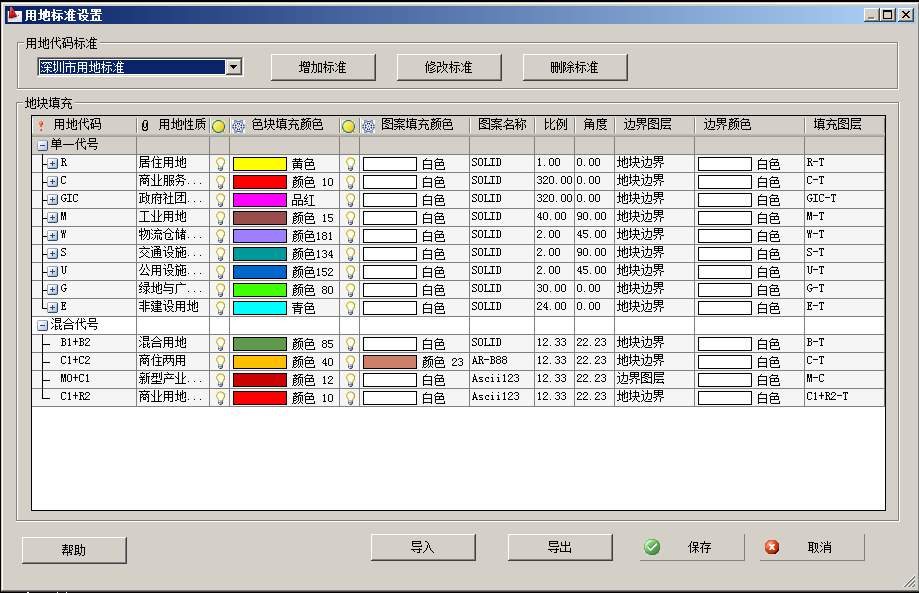 用地标准设置
用地代码标准
深圳市用地标准 增加标准 修改标准 删除标准
地块填充
用地代码 用地性质 色块填充颜色 图案填充颜色 图案名称 比例 角度 边界图层 边界颜色 填充图层
单一代号
R 居住用地 黄色 白色 SOLID 1.00 0.00 地块边界 白色 R-T
C 商业服务... 颜色 10 白色 SOLID 320.00 0.00 地块边界 白色 C-T
GIC 政府社团... 品红 白色 SOLID 320.00 0.00 地块边界 白色 GIC-T
M 工业用地 颜色 15 白色 SOLID 40.00 90.00 地块边界 白色 M-T
W 物流仓储... 颜色181 白色 SOLID 2.00 45.00 地块边界 白色 W-T
S 交通设施... 颜色134 白色 SOLID 2.00 90.00 地块边界 白色 S-T
U 公用设施... 颜色152 白色 SOLID 2.00 45.00 地块边界 白色 U-T
G 绿地与广... 颜色 80 白色 SOLID 30.00 0.00 地块边界 白色 G-T
E 非建设用地 青色 白色 SOLID 24.00 0.00 地块边界 白色 E-T
混合代号
B1+B2 混合用地 颜色 85 白色 SOLID 12.33 22.23 地块边界 白色 B-T
C1+C2 商住两用 颜色 40 颜色 23 AR-B88 12.33 22.23 地块边界 白色 C-T
M0+C1 新型产业... 颜色 12 白色 Ascii123 12.33 22.23 边界图层 白色 M-C
C1+R2 商业用地... 颜色 10 白色 Ascii123 12.33 22.23 地块边界 白色 C1+R2-T
帮助 导入 导出 保存 取消